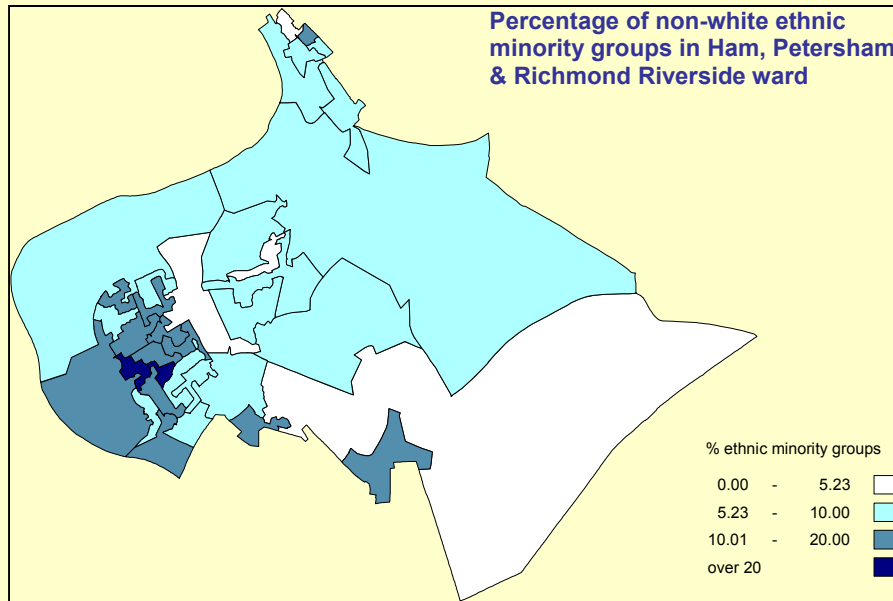 Percentage of non-white ethnic
minority groups in Ham, Petersham
& Richmond Riverside ward
% ethnic minority groups
0.00 - 5.23
5.23 - 10.00
10.01 - 20.00
over 20